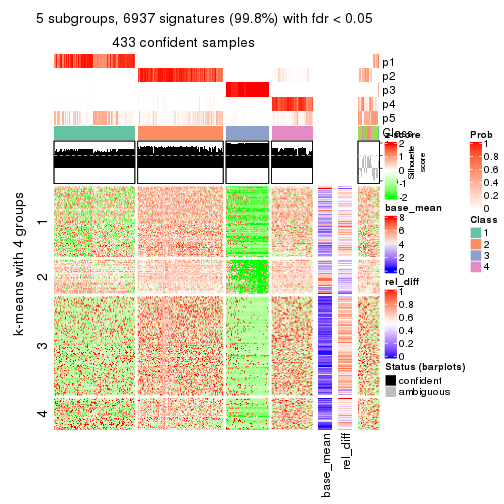 5 subgroups, 6937 signatures (99.8%) with fdr < 0.05
433 confident samples
p1
p2
p3
p4
p5
Class
z-score
2
1
0
-1
-2
Silhouette
score
Prob
1
0.8
0.6
0.4
0.2
0
base_mean
8
6
4
2
0
Class
1
2
3
4
rel_diff
1
0.8
0.6
0.4
0.2
0
Status (barplots)
confident
ambiguous
k-means with 4 groups
1
2
3
4
base_mean
rel_diff